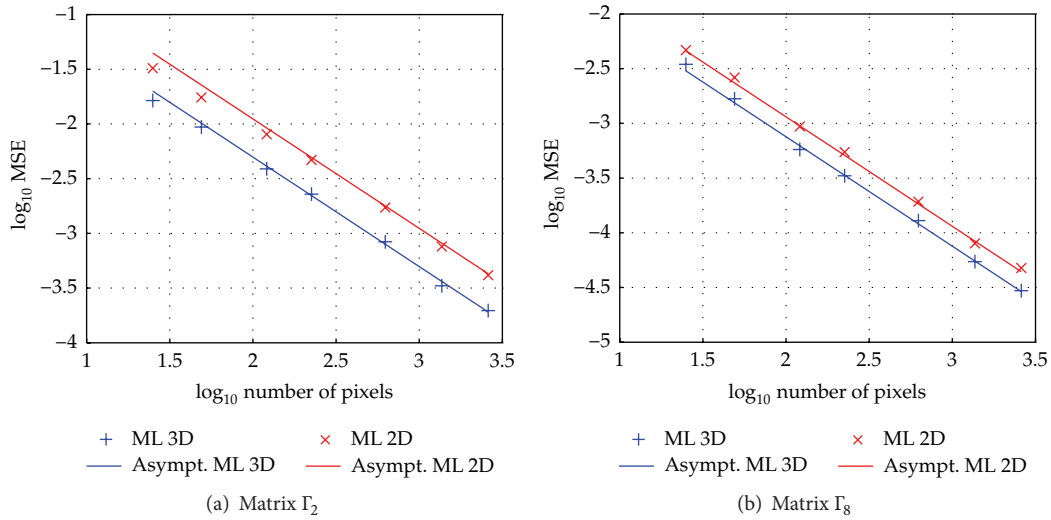 −1
−1.5
−2
−2.5
−3
−3.5
−4
log10 MSE
1 1.5 2 2.5 3 3.5
log10 number of pixels
ML 3D ML 2D
Asympt. ML 3D Asympt. ML 2D
(a) Matrix Γ2
−2
−2.5
−3
−3.5
−4
−4.5
−5
log10 MSE
1 1.5 2 2.5 3 3.5
log10 number of pixels
ML 3D ML 2D
Asympt. ML 3D Asympt. ML 2D
(b) Matrix Γ8